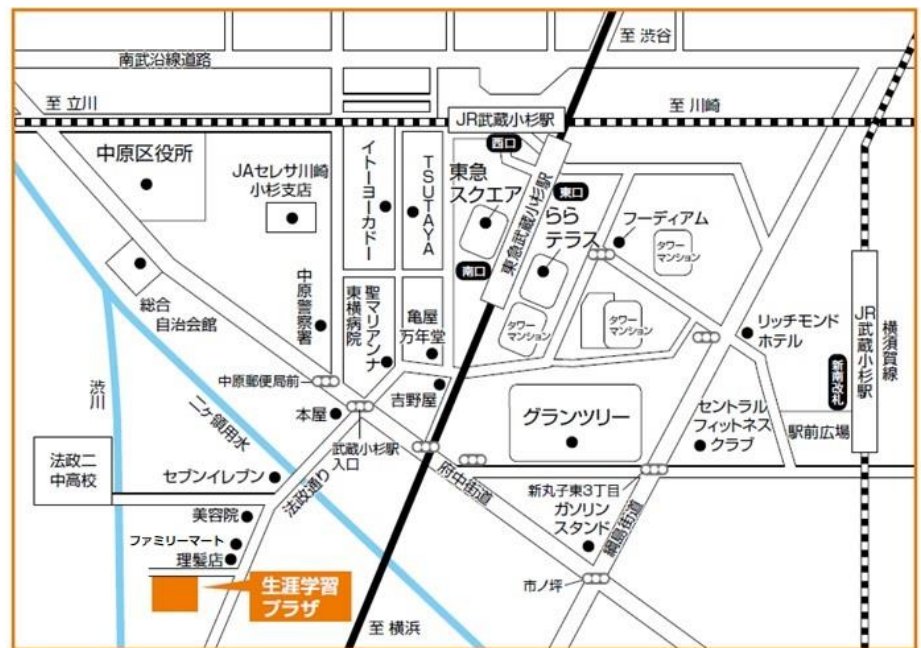 至 渋谷
南武沿線道路
至 立川
至 川崎
JR武蔵小杉駅
西口
中原区役所
JAセレサ川崎
小杉支店
イトーヨーカドー
TSUTAYA
東急
スクエア
東急武蔵小杉駅
東口
らら
テラス
フーディアム
タワー
マンション
南口
総合
自治会館
中原警察署
聖マリアンナ
東横病院
亀屋
万年堂
タワー
マンション
タワー
マンション
リッチモンド
ホテル
新南改札
JR武蔵小杉駅
横須賀線
中原郵便局前
吉野屋
渋川
二ヶ領用水
本屋
武蔵小杉駅
入口
グランツリー
セントラル
フィットネス
クラブ
駅前広場
法政二
中高校
セブンイレブン
法政通り
府中街道
新丸子東3丁目
ガソリン
スタンド
綱島街道
美容院
ファミリーマート
理髪店
生涯学習
プラザ
市ノ坪
至 横浜